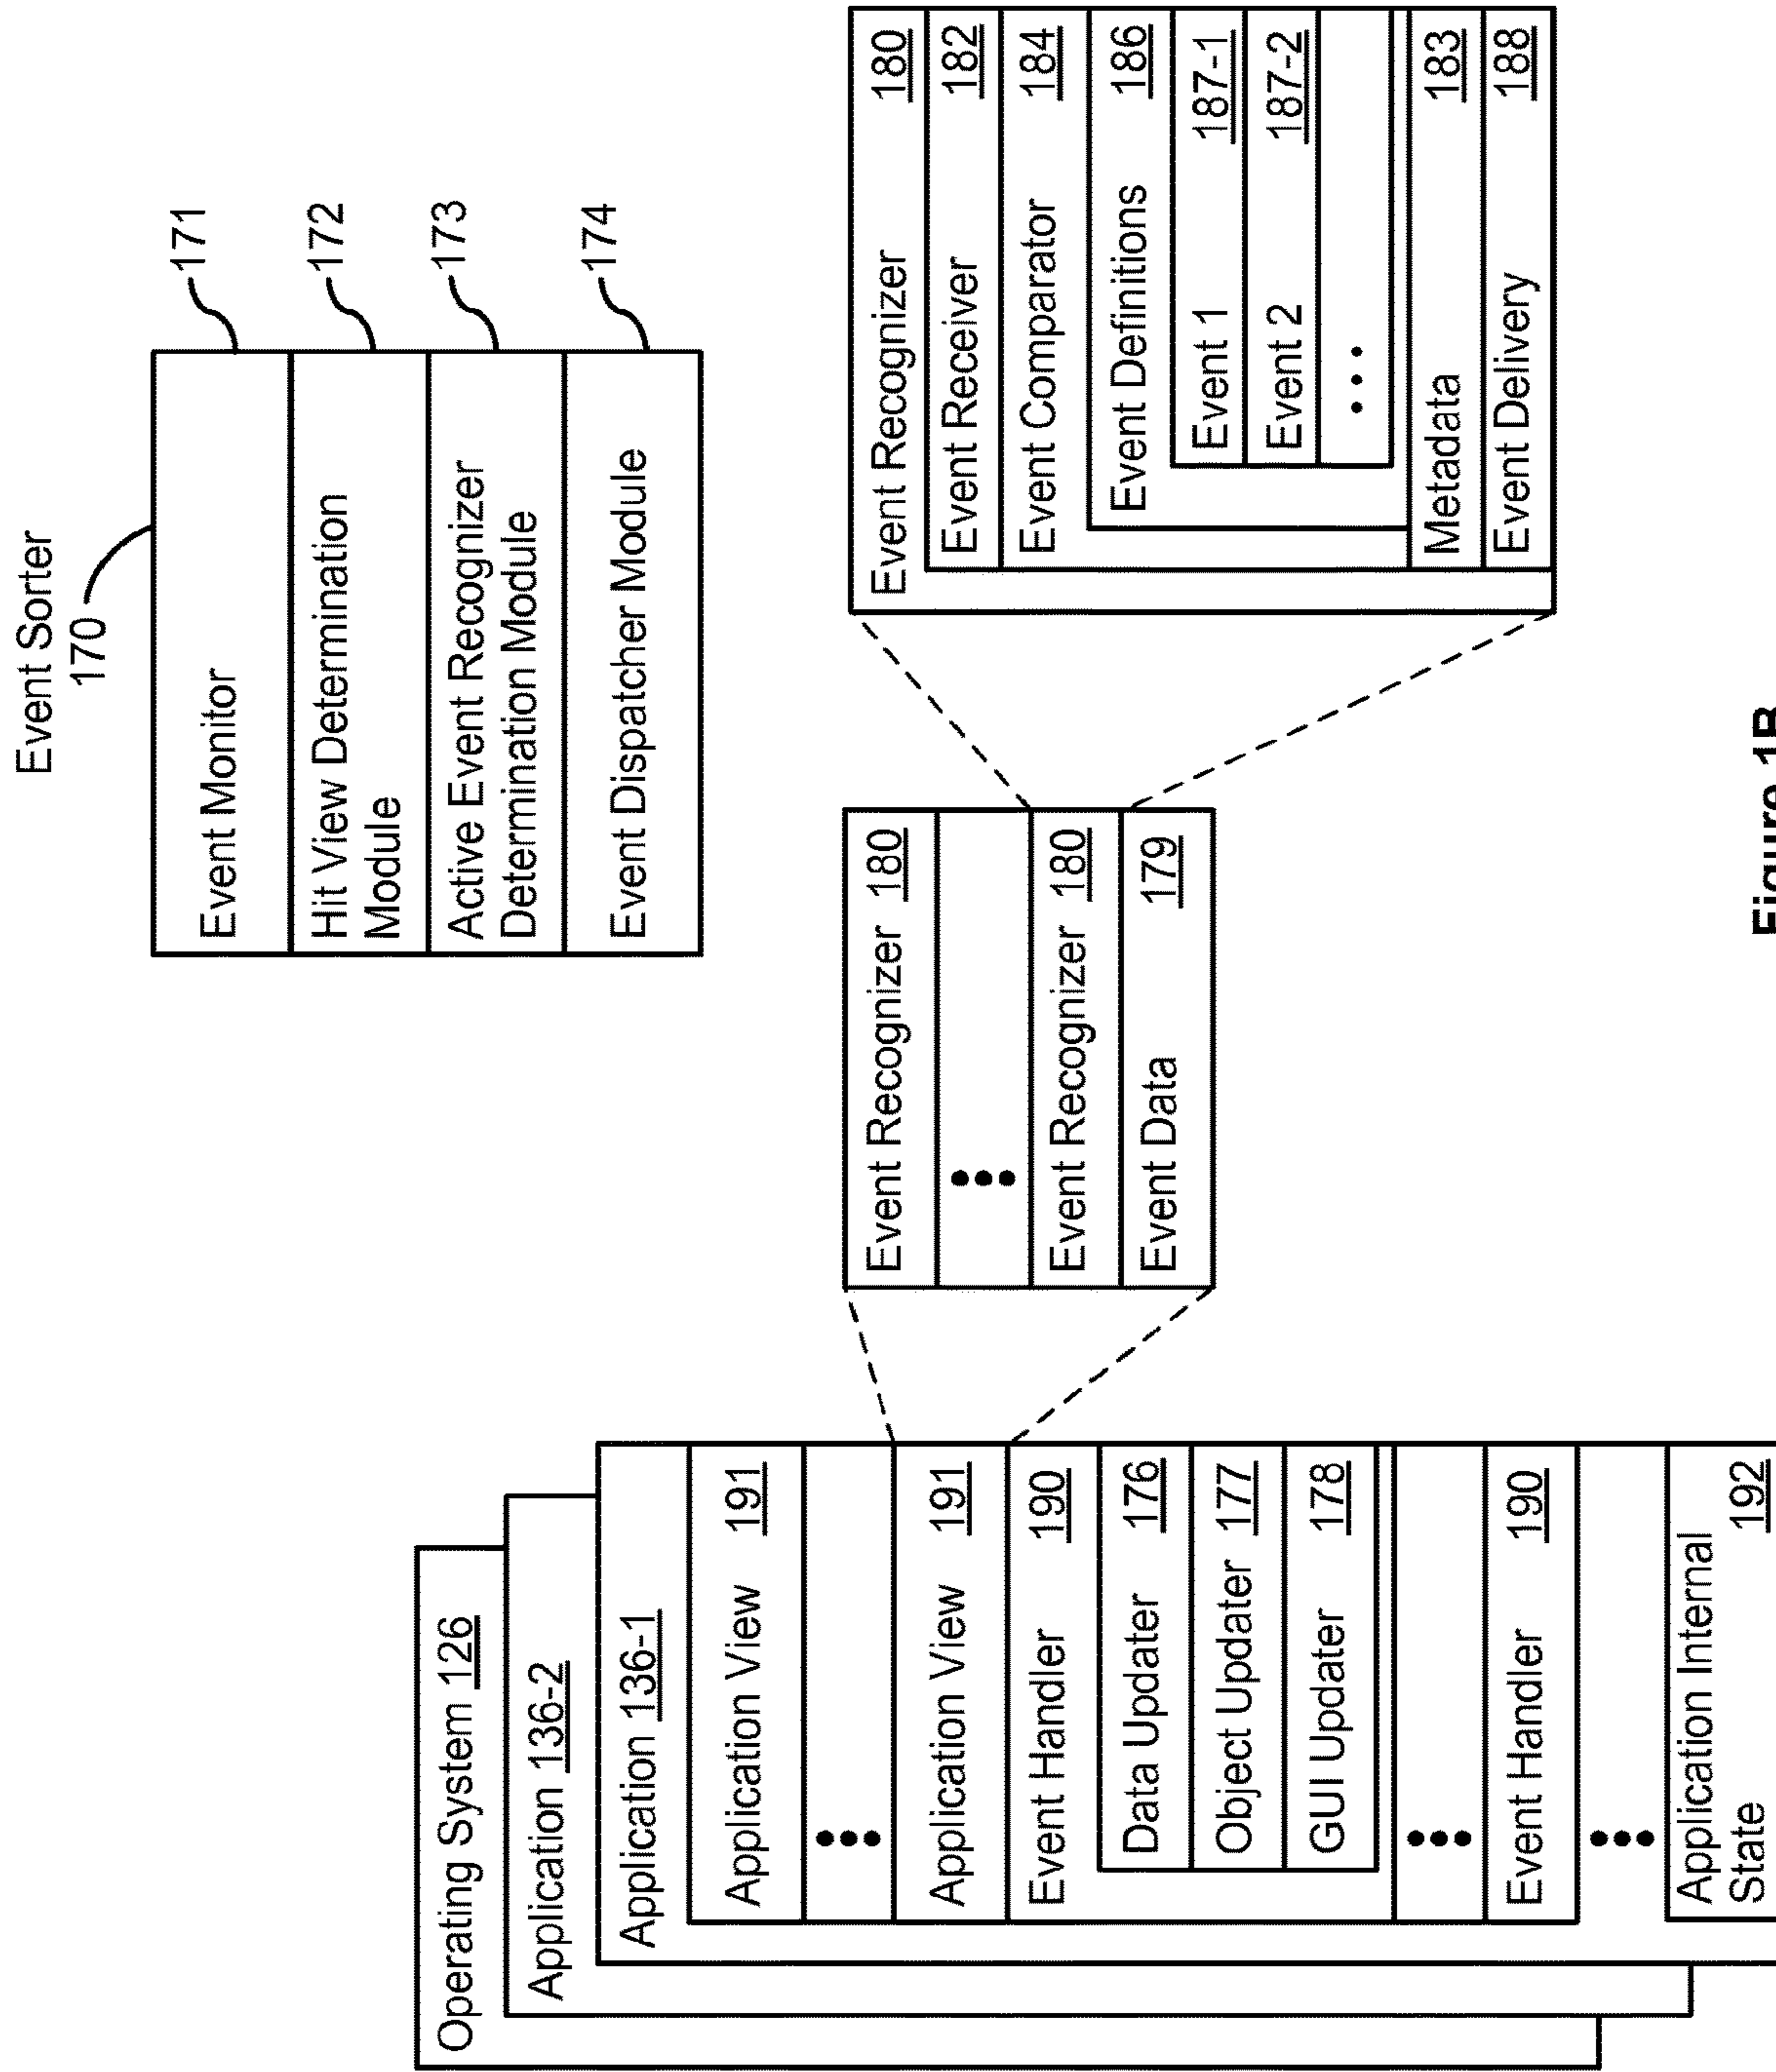 Event Sorter
170
Event Monitor
171
Hit View Determination
Module
172
Active Event Recognizer
Determination Module
173
Event Dispatcher Module
174
Operating System 126
Application 136-2
Application 136-1
Application View 191
•••
Application View 191
Event Handler 190
Data Updater 176
Object Updater 177
GUI Updater 178
•••
Event Handler 190
•••
Application Internal
State 192
Event Recognizer 180
•••
Event Recognizer 180
Event Data 179
Event Recognizer 180
Event Receiver 182
Event Comparator 184
Event Definitions 186
Event 1 187-1
Event 2 187-2
•••
Metadata 183
Event Delivery 188
Figure 1B